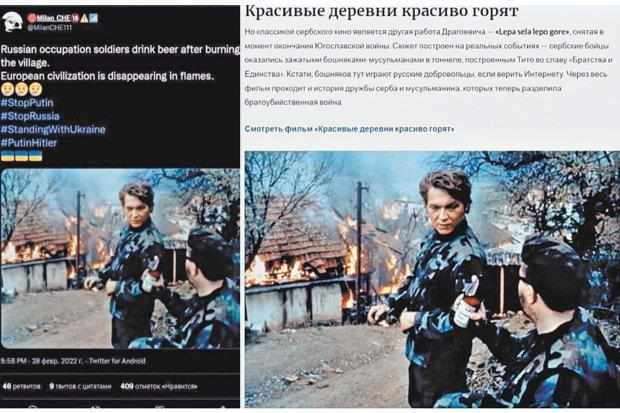 Milan CHE
@MilanCHE111
Russian occupation soldiers drink beer after burning
the village.
European civilization is disappearing in flames.
#StopPutin
#StopRussia
#StandingWithUkraine
#PutinHitler
9:58 PM - 28 февр. 2022 г. - Twitter for Android
46 ретвитов 9 твитов с цитатами 409 отметок «Нравится»
Красивые деревни красиво горят
Но классикой сербского кино является другая работа Драгоевича — «Lepa sela lepo gore», снятая в
момент окончания Югославской войны. Сюжет построен на реальных событиях — сербские бойцы
оказались зажатыми бошняками-мусульманами в тоннеле, построенным Тито во славу «Братства и
Единства». Кстати, бошняков тут играют русские добровольцы, если верить Интернету. Через весь
фильм проходит и история дружбы серба и мусульманина, которых теперь разделила
братоубийственная война.
Смотреть фильм «Красивые деревни красиво горят»